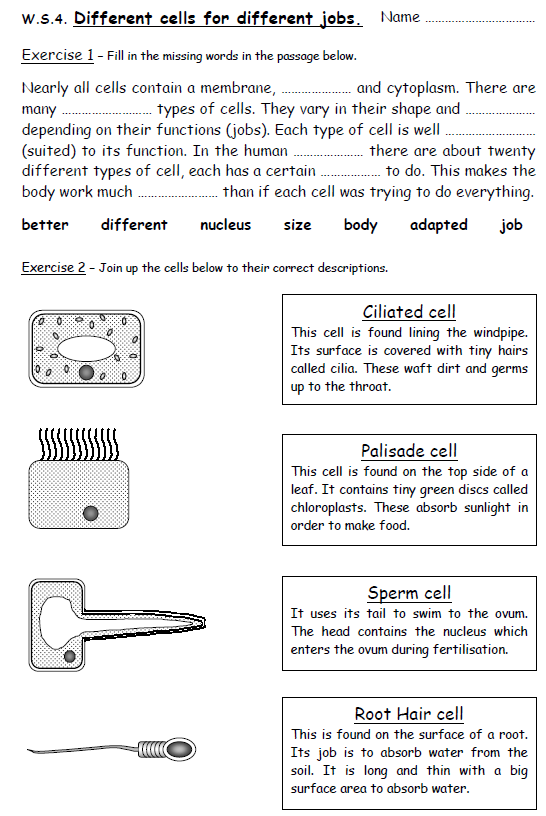 W.S.4. Different cells for different jobs. Name ................................
Exercise 1 – Fill in the missing words in the passage below.
Nearly all cells contain a membrane, ..................... and cytoplasm. There are
many ........................... types of cells. They vary in their shape and .....................
depending on their functions (jobs). Each type of cell is well ...........................
(suited) to its function. In the human ..................... there are about twenty
different types of cell, each has a certain .................. to do. This makes the
body work much ........................ than if each cell was trying to do everything.
better different nucleus size body adapted job
Exercise 2 – Join up the cells below to their correct descriptions.
Ciliated cell
This cell is found lining the windpipe.
Its surface is covered with tiny hairs
called cilia. These waft dirt and germs
up to the throat.
Palisade cell
This cell is found on the top side of a
leaf. It contains tiny green discs called
chloroplasts. These absorb sunlight in
order to make food.
Sperm cell
It uses its tail to swim to the ovum.
The head contains the nucleus which
enters the ovum during fertilisation.
Root Hair cell
This is found on the surface of a root.
Its job is to absorb water from the
soil. It is long and thin with a big
surface area to absorb water.